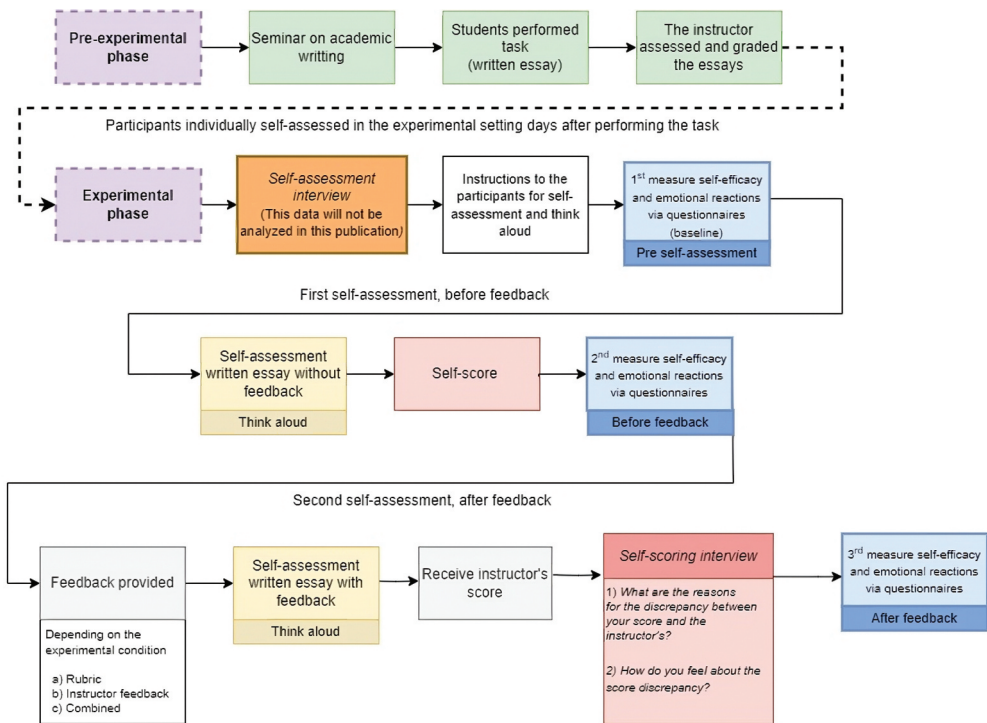 Pre-experimental
phase
Seminar on academic
writting
Students performed
task
(written essay)
The instructor
assessed and graded
the essays
Participants individually self-assessed in the experimental setting days after performing the task
Experimental
phase
Self-assessment
interview
(This data will not be
analyzed in this publication)
Instructions to the
participants for self-
assessment and think
aloud
1st measure self-efficacy
and emotional reactions
via questionnaires
(baseline)
Pre self-assessment
First self-assessment, before feedback
Self-assessment
written essay without
feedback
Think aloud
Self-score
2nd measure self-efficacy
and emotional reactions
via questionnaires
Before feedback
Second self-assessment, after feedback
Feedback provided
Depending on the
experimental condition
a) Rubric
b) Instructor feedback
c) Combined
Self-assessment
written essay with
feedback
Think aloud
Receive instructor's
score
Self-scoring interview
1) What are the reasons
for the discrepancy between
your score and the
instructor's?
2) How do you feel about the
score discrepancy?
3rd measure self-efficacy
and emotional reactions
via questionnaires
After feedback